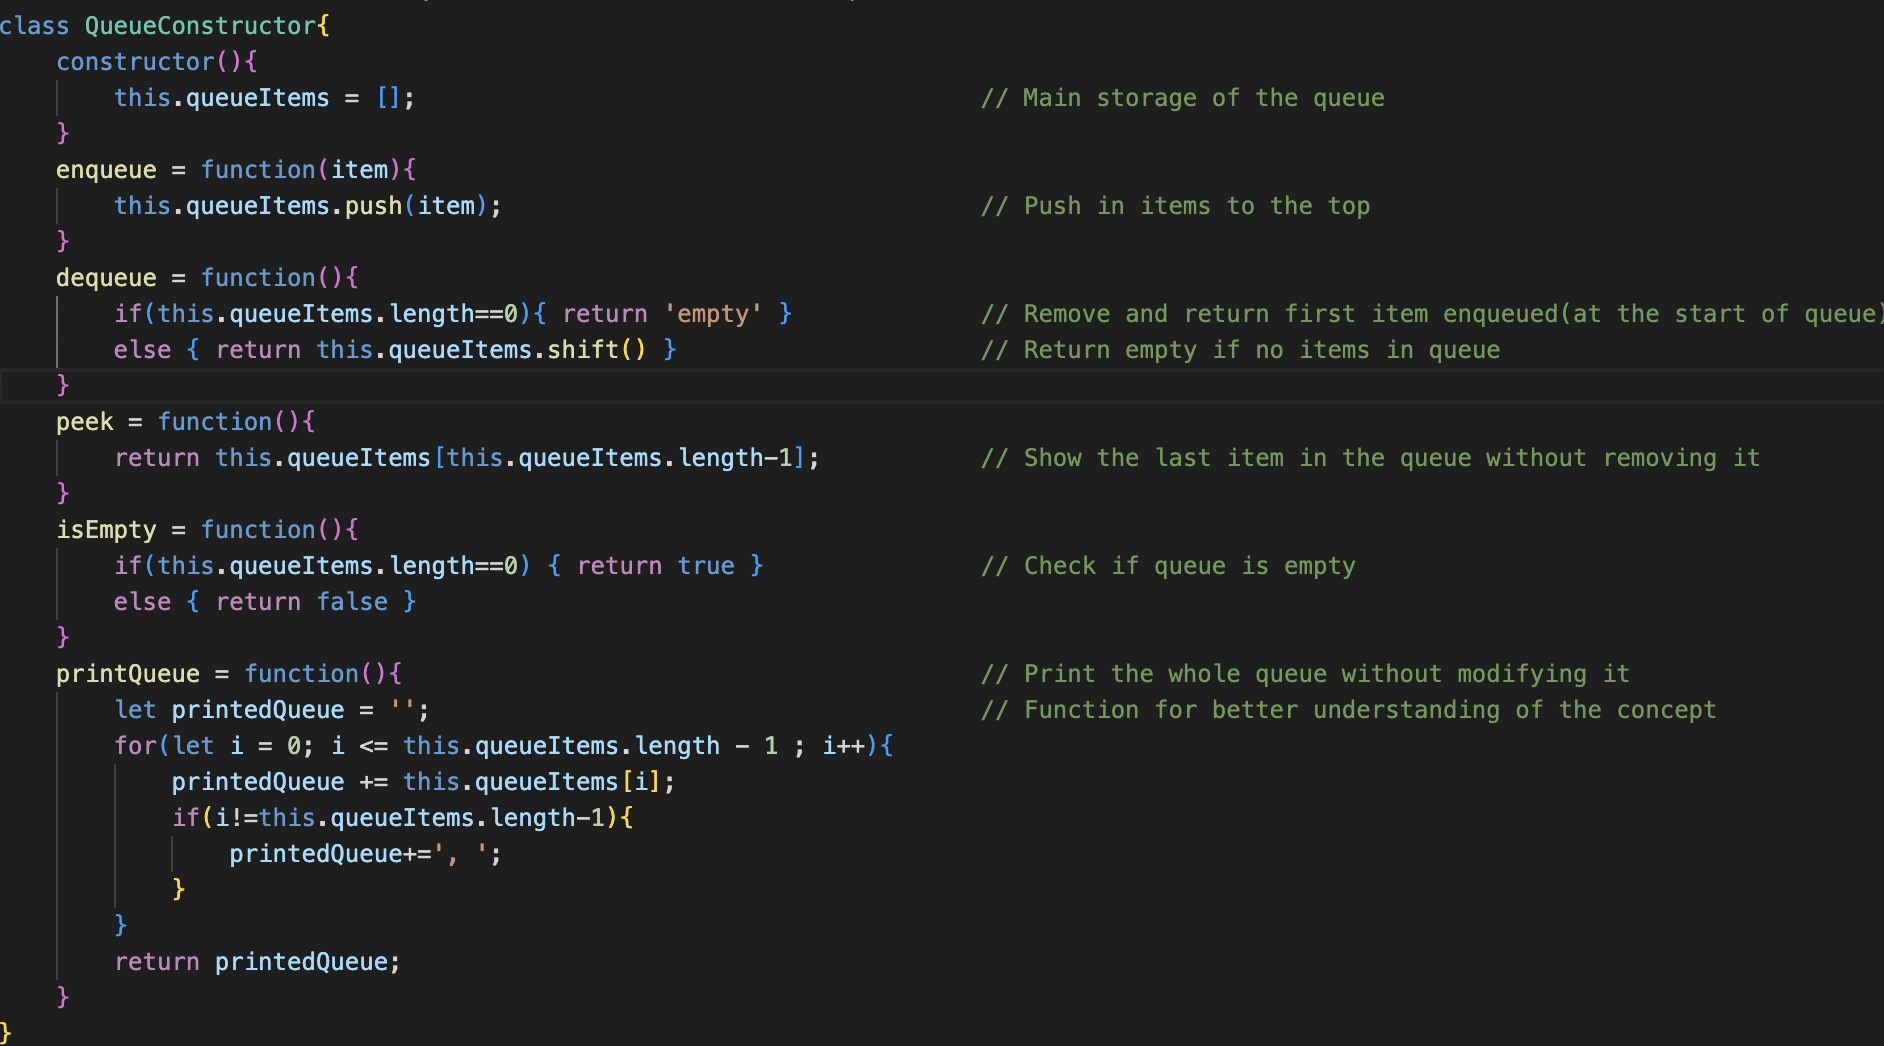 class QueueConstructor{
    constructor(){
        this.queueItems = [];                                       // Main storage of the queue
    }
    enqueue = function(item){
        this.queueItems.push(item);                                 // Push in items to the top
    }
    dequeue = function(){
        if(this.queueItems.length==0){ return 'empty' }             // Remove and return first item enqueued(at the start of queue)
        else { return this.queueItems.shift() }                     // Return empty if no items in queue
    }
    peek = function(){
        return this.queueItems[this.queueItems.length-1];           // Show the last item in the queue without removing it
    }
    isEmpty = function(){
        if(this.queueItems.length==0) { return true }               // Check if queue is empty
        else { return false }
    }
    printQueue = function(){                                        // Print the whole queue without modifying it
        let printedQueue = '';                                      // Function for better understanding of the concept
        for(let i = 0; i <= this.queueItems.length - 1 ; i++){
            printedQueue += this.queueItems[i];
            if(i!=this.queueItems.length-1){
                printedQueue+=', ';
            }
        }
        return printedQueue;
    }
}